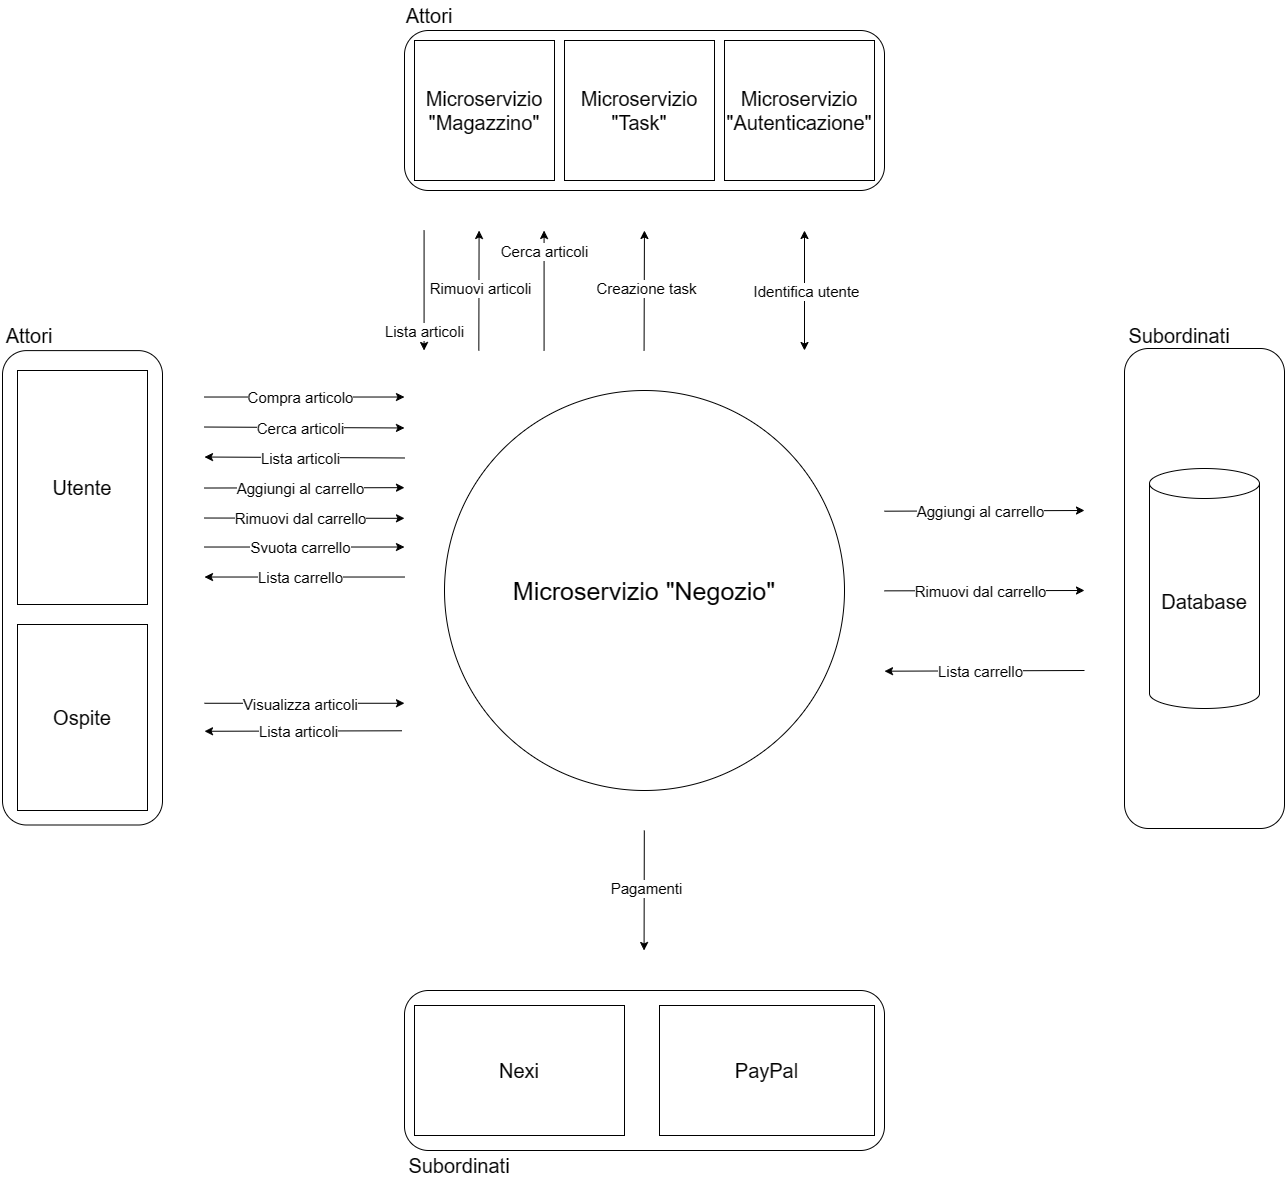 Attori
Microservizio
"Magazzino"
Microservizio
"Task"
Microservizio
"Autenticazione"
Cerca articoli
Rimuovi articoli
Creazione task
Identifica utente
Lista articoli
Attori
Utente
Ospite
Compra articolo
Cerca articoli
Lista articoli
Aggiungi al carrello
Rimuovi dal carrello
Svuota carrello
Lista carrello
Visualizza articoli
Lista articoli
Microservizio "Negozio"
Subordinati
Aggiungi al carrello
Rimuovi dal carrello
Lista carrello
Database
Pagamenti
Nexi
PayPal
Subordinati